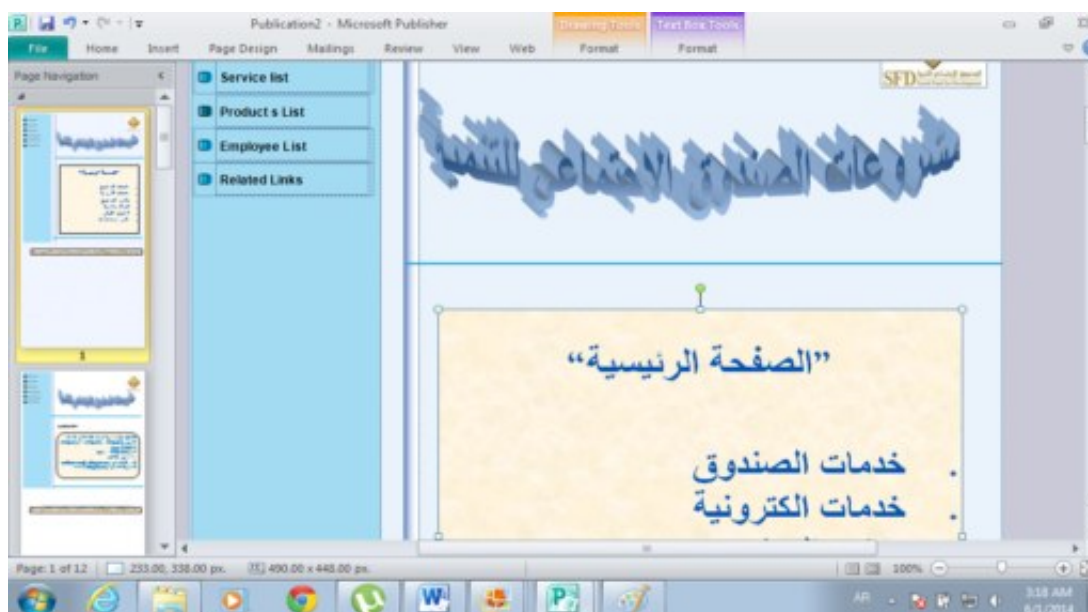 Publication2 - Microsoft Publisher
Drawing Tools
Text Box Tools
File Home Insert Page Design Mailings Review View Web Format Format
Page Navigation
Service list
Product s List
Employee List
Related Links
SFD
مشروعات الصندوق الاجتماعي للتنمية
”الصفحة الرئيسية“
. خدمات الصندوق
. خدمات الكترونية
1
Page: 1 of 12 233.00, 338.00 px. 490.00 x 448.00 px. 100%
AR 3:18 AM